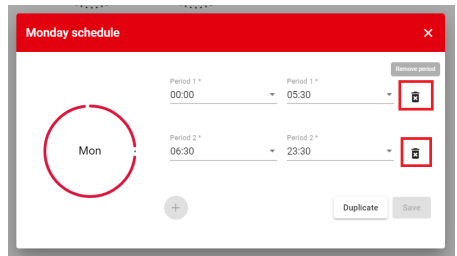 Monday schedule ×
Remove period
Period 1 * Period 1 *
00:00 05:30
Period 2 * Period 2 *
Mon 06:30 23:30
+ Duplicate Save